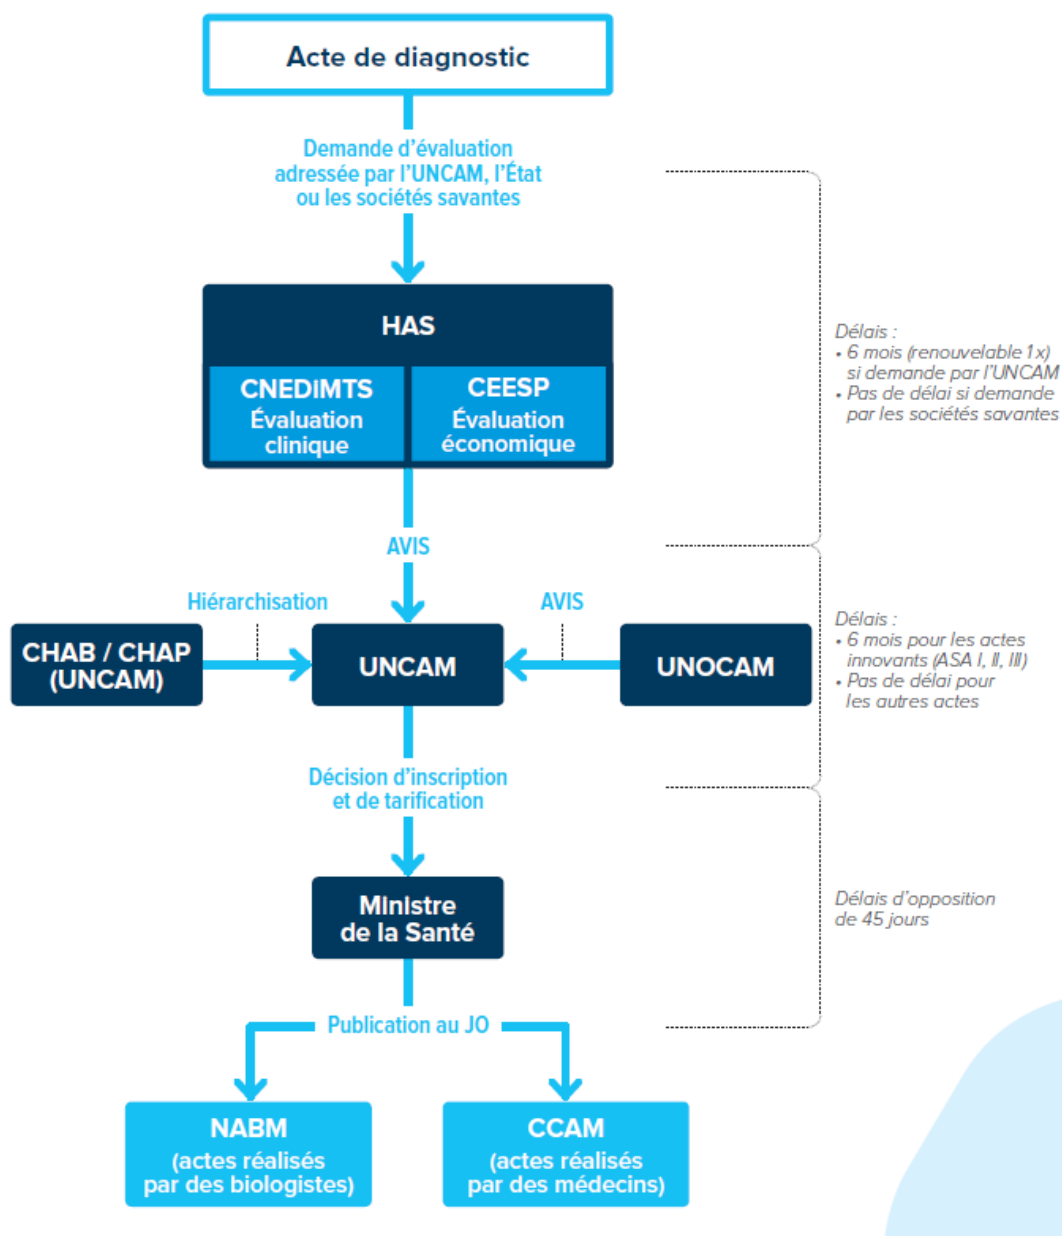 Acte de diagnostic
Demande d'évaluation
adressée par l'UNCAM, l'État
ou les sociétés savantes
HAS
CNEDIMTS
Évaluation
clinique
CEESP
Évaluation
économique
Délais :
• 6 mois (renouvelable 1 x)
si demande par l'UNCAM
• Pas de délai si demande
par les sociétés savantes
AVIS
Hiérarchisation
AVIS
CHAB / CHAP
(UNCAM)
UNCAM
UNOCAM
Délais :
• 6 mois pour les actes
innovants (ASA I, II, III)
• Pas de délai pour
les autres actes
Décision d'inscription
et de tarification
Ministre
de la Santé
Délais d'opposition
de 45 jours
Publication au JO
NABM
(actes réalisés
par des biologistes)
CCAM
(actes réalisés
par des médecins)